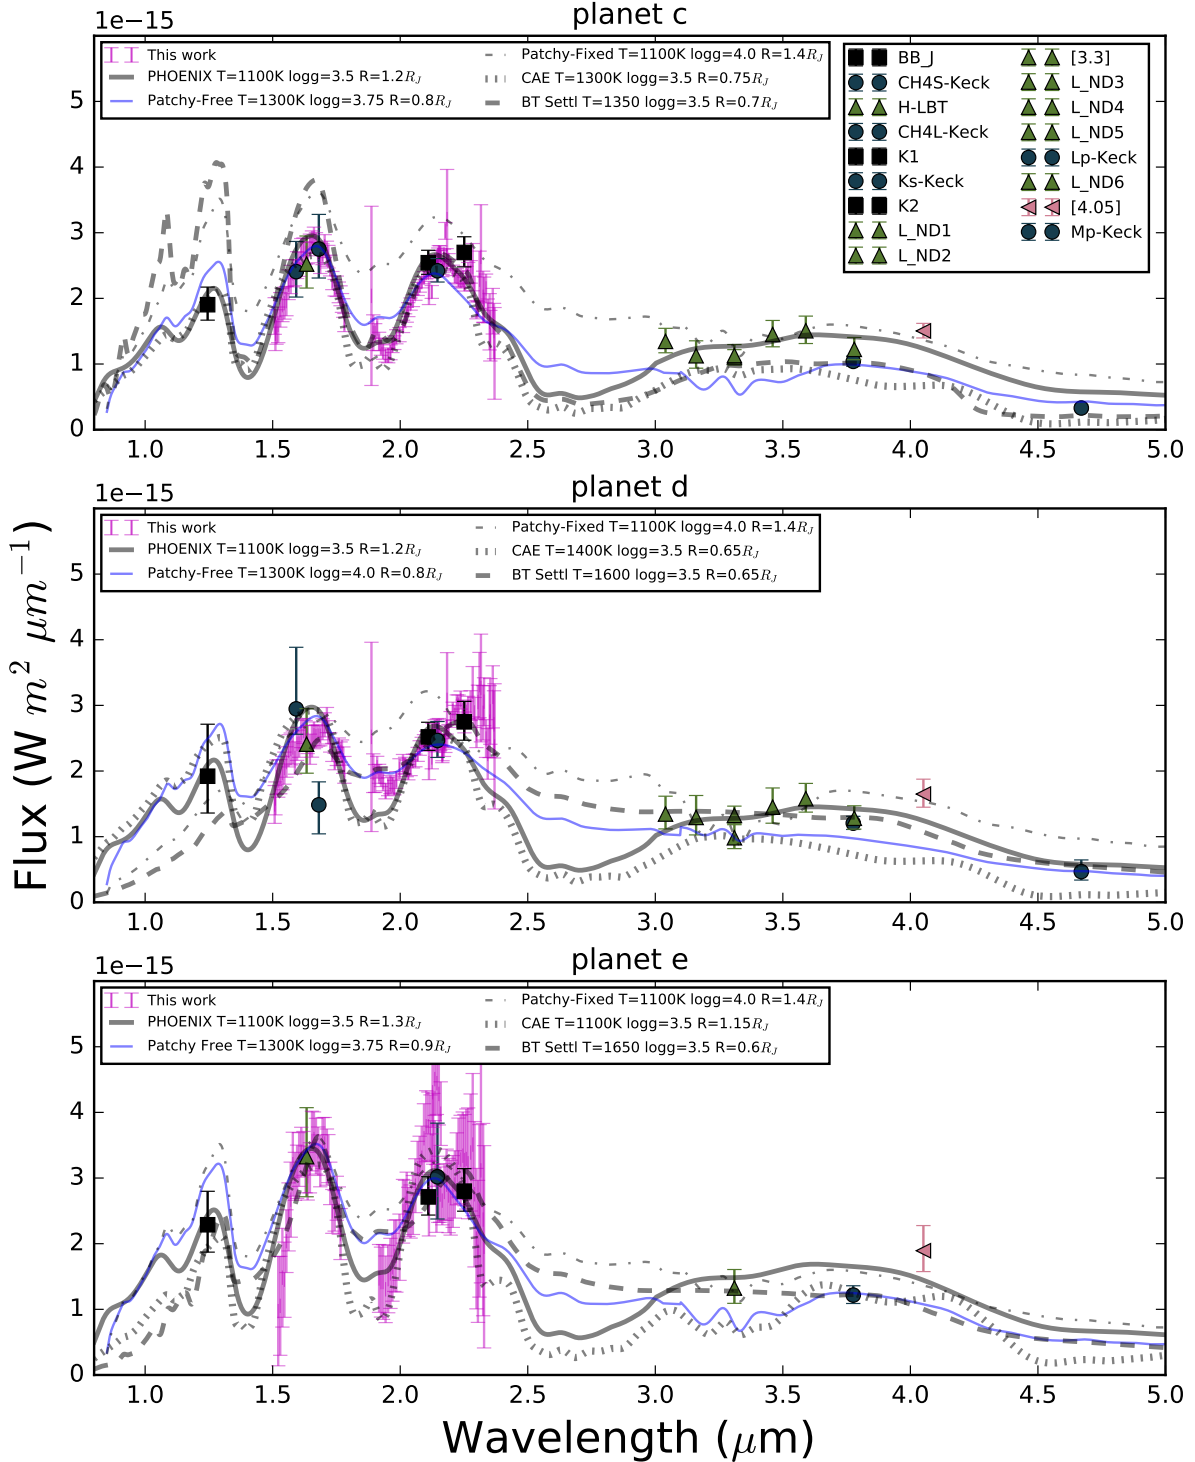 planet c
1e−15
This work
PHOENIX T=1100K logg=3.5 R=1.2R_J
Patchy-Free T=1300K logg=3.75 R=0.8R_J
Patchy-Fixed T=1100K logg=4.0 R=1.4R_J
CAE T=1300K logg=3.5 R=0.75R_J
BT Settl T=1350 logg=3.5 R=0.7R_J
BB_J
CH4S-Keck
H-LBT
CH4L-Keck
K1
Ks-Keck
K2
L_ND1
L_ND2
[3.3]
L_ND3
L_ND4
L_ND5
Lp-Keck
L_ND6
[4.05]
Mp-Keck
5
4
3
2
1
0
1.0 1.5 2.0 2.5 3.0 3.5 4.0 4.5 5.0
planet d
1e−15
This work
PHOENIX T=1100K logg=3.5 R=1.2R_J
Patchy-Free T=1300K logg=4.0 R=0.8R_J
Patchy-Fixed T=1100K logg=4.0 R=1.4R_J
CAE T=1400K logg=3.5 R=0.65R_J
BT Settl T=1600 logg=3.5 R=0.65R_J
5
4
3
2
1
0
1.0 1.5 2.0 2.5 3.0 3.5 4.0 4.5 5.0
Flux (W m² μm⁻¹)
planet e
1e−15
This work
PHOENIX T=1100K logg=3.5 R=1.3R_J
Patchy Free T=1300K logg=3.75 R=0.9R_J
Patchy-Fixed T=1100K logg=4.0 R=1.4R_J
CAE T=1100K logg=3.5 R=1.15R_J
BT Settl T=1650 logg=3.5 R=0.6R_J
5
4
3
2
1
0
1.0 1.5 2.0 2.5 3.0 3.5 4.0 4.5 5.0
Wavelength (μm)